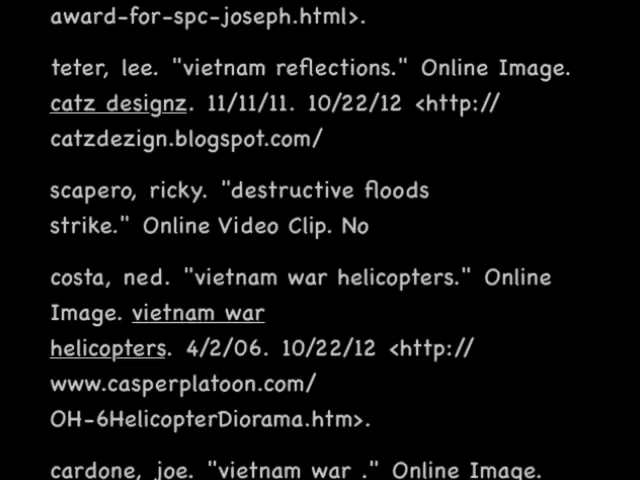 award-for-spc-joseph.html>.
teter, lee. "vietnam reflections." Online Image.
catz designz. 11/11/11. 10/22/12 <http://
catzdezign.blogspot.com/
scapero, ricky. "destructive floods
strike." Online Video Clip. No
costa, ned. "vietnam war helicopters." Online
Image. vietnam war
helicopters. 4/2/06. 10/22/12 <http://
www.casperplatoon.com/
OH-6HelicopterDiorama.htm>.
cardone, joe. "vietnam war ." Online Image.